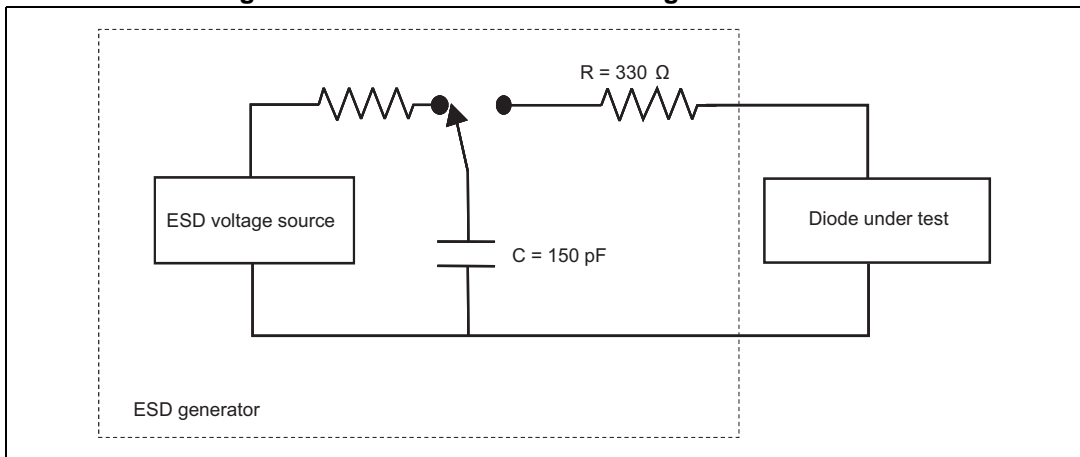 R = 330 Ω
ESD voltage source
Diode under test
C = 150 pF
ESD generator